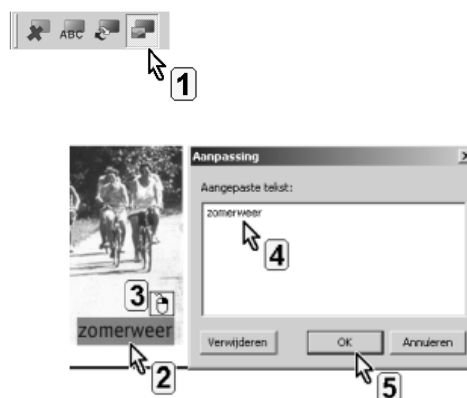 ABC
1
Aanpassing
Aangepaste tekst:
zomerweer
4
3
zomerweer
2
Verwijderen OK Annuleren
5